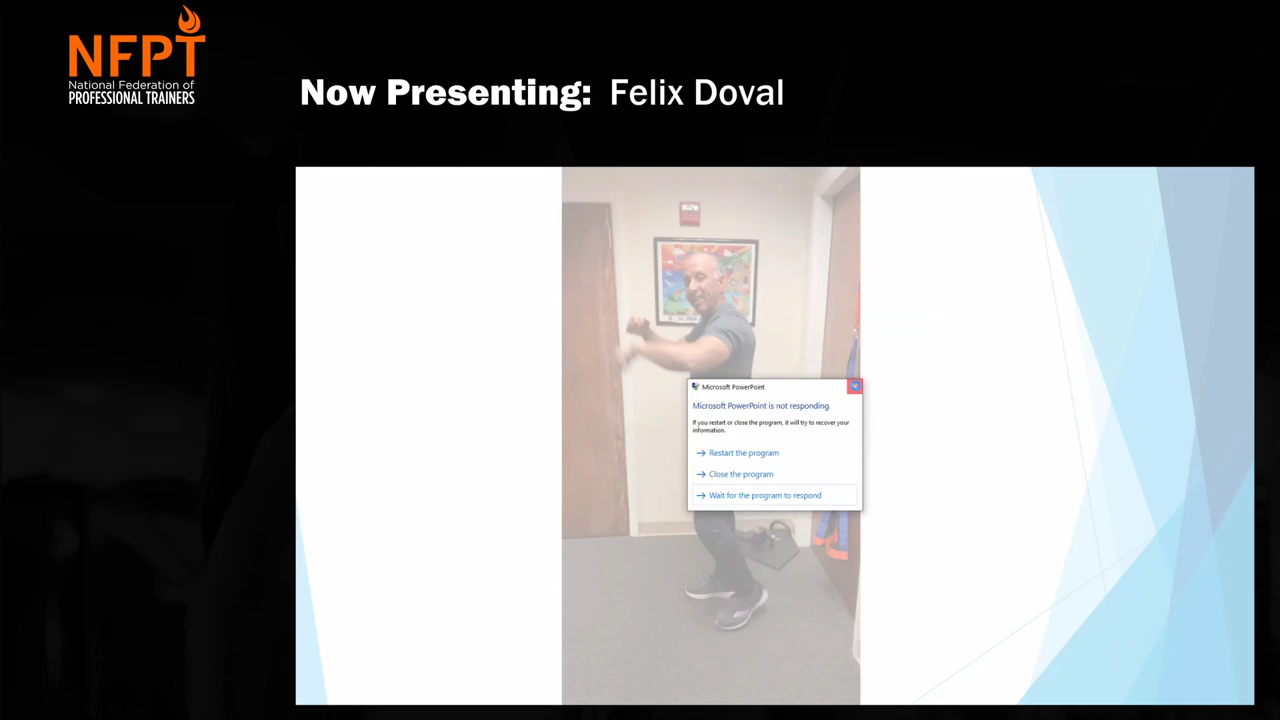 NFPT
National Federation of
PROFESSIONAL TRAINERS
Now Presenting: Felix Doval
Microsoft PowerPoint
Microsoft PowerPoint is not responding
If you restart or close the program, it will try to recover your
information.
Restart the program
Close the program
Wait for the program to respond